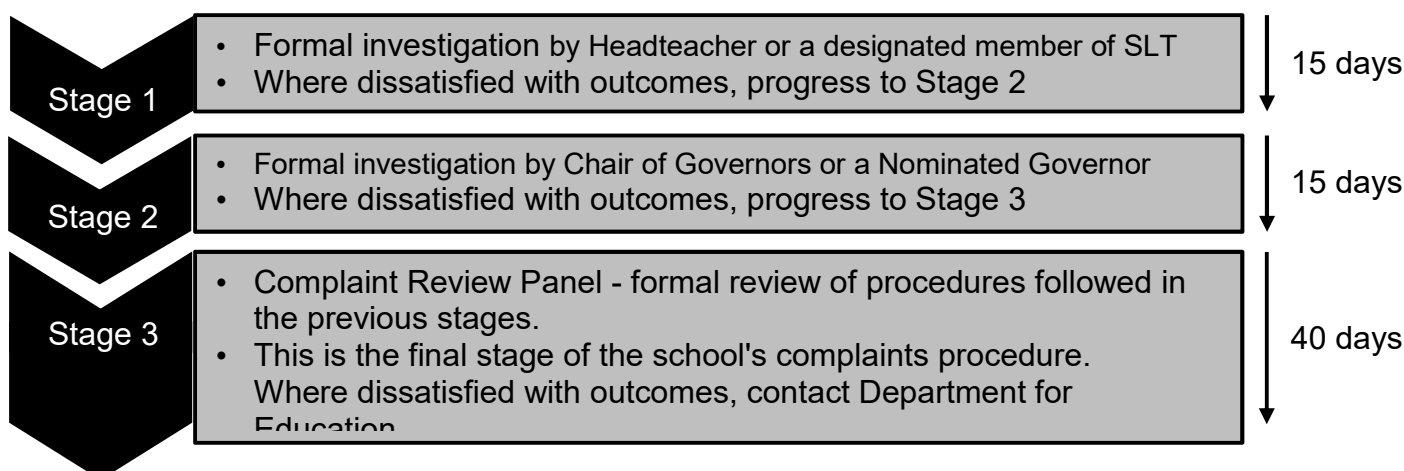 Stage 1
• Formal investigation by Headteacher or a designated member of SLT
• Where dissatisfied with outcomes, progress to Stage 2
15 days
Stage 2
• Formal investigation by Chair of Governors or a Nominated Governor
• Where dissatisfied with outcomes, progress to Stage 3
15 days
Stage 3
• Complaint Review Panel - formal review of procedures followed in
the previous stages.
• This is the final stage of the school's complaints procedure.
Where dissatisfied with outcomes, contact Department for
Education
40 days